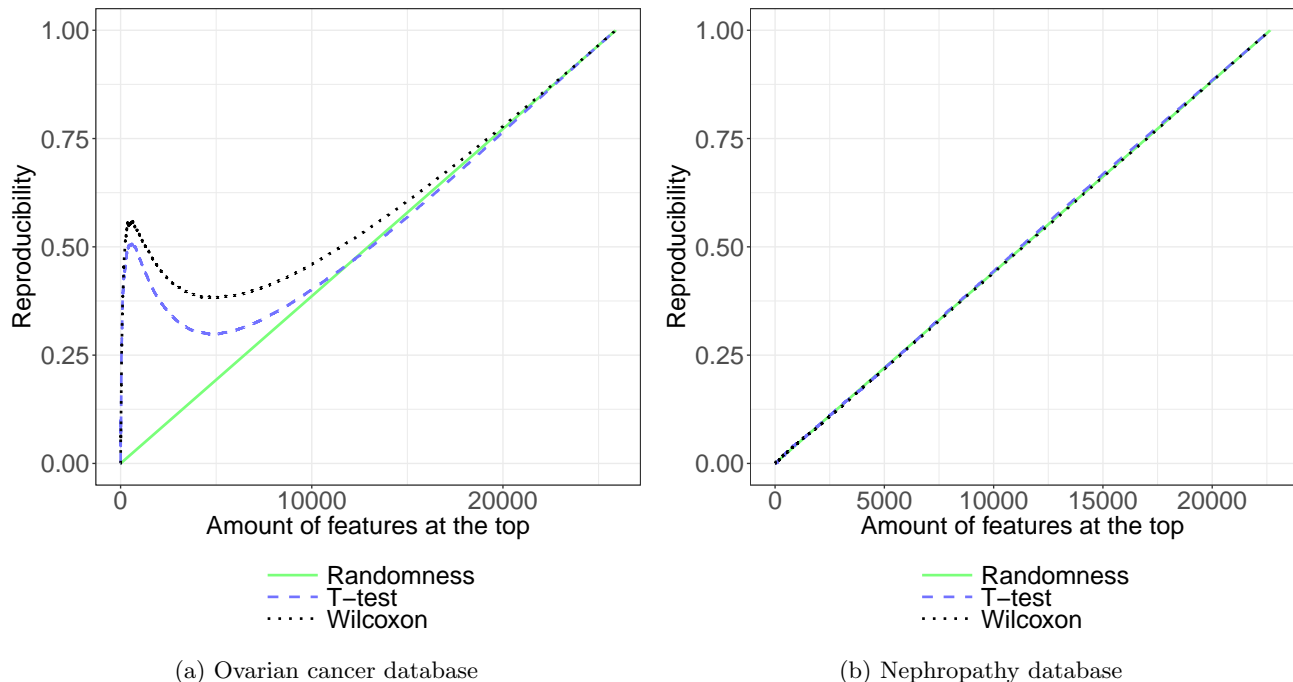 1.00
0.75
0.50
0.25
0.00
Reproducibility
0 10000 20000
Amount of features at the top
Randomness
T−test
Wilcoxon
(a) Ovarian cancer database
1.00
0.75
0.50
0.25
0.00
Reproducibility
0 5000 10000 15000 20000
Amount of features at the top
Randomness
T−test
Wilcoxon
(b) Nephropathy database